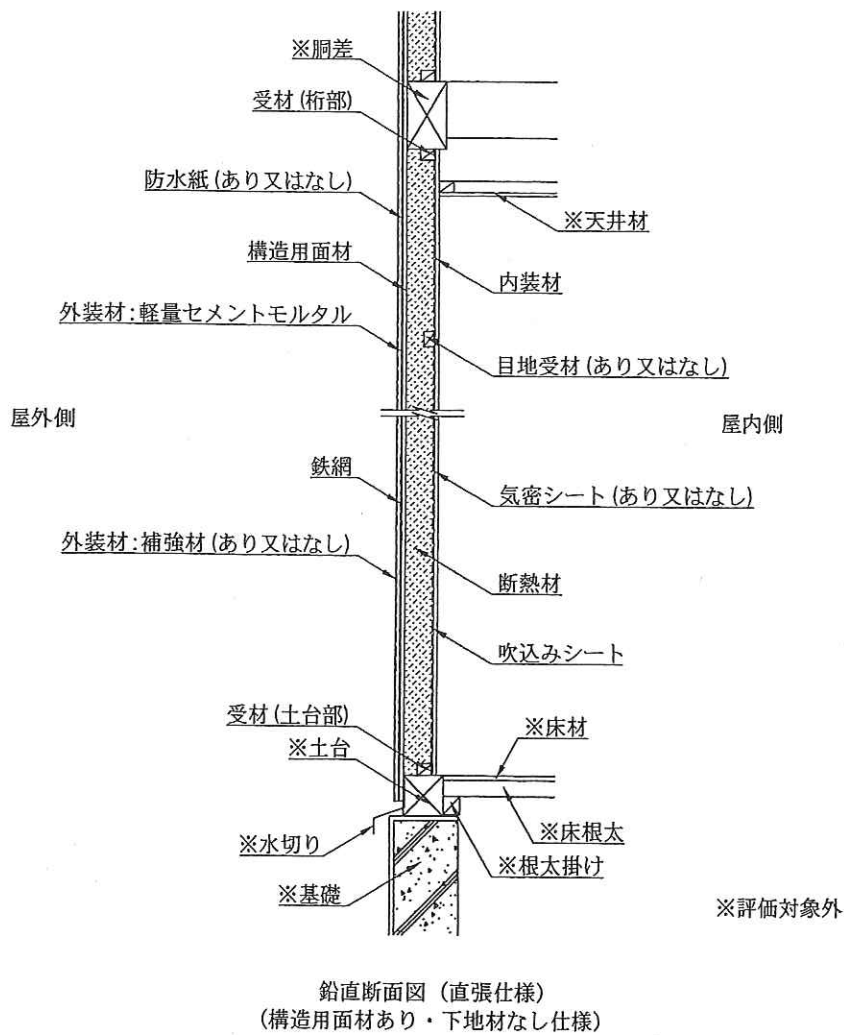 ※胴差
受材(桁部)
防水紙(あり又はなし)
※天井材
構造用面材
内装材
外装材:軽量セメントモルタル
目地受材(あり又はなし)
屋外側
屋内側
鉄網
気密シート(あり又はなし)
外装材:補強材(あり又はなし)
断熱材
吹込みシート
受材(土台部)
※床材
※土台
※床根太
※水切り
※根太掛け
※基礎
※評価対象外
鉛直断面図(直張仕様)
(構造用面材あり・下地材なし仕様)